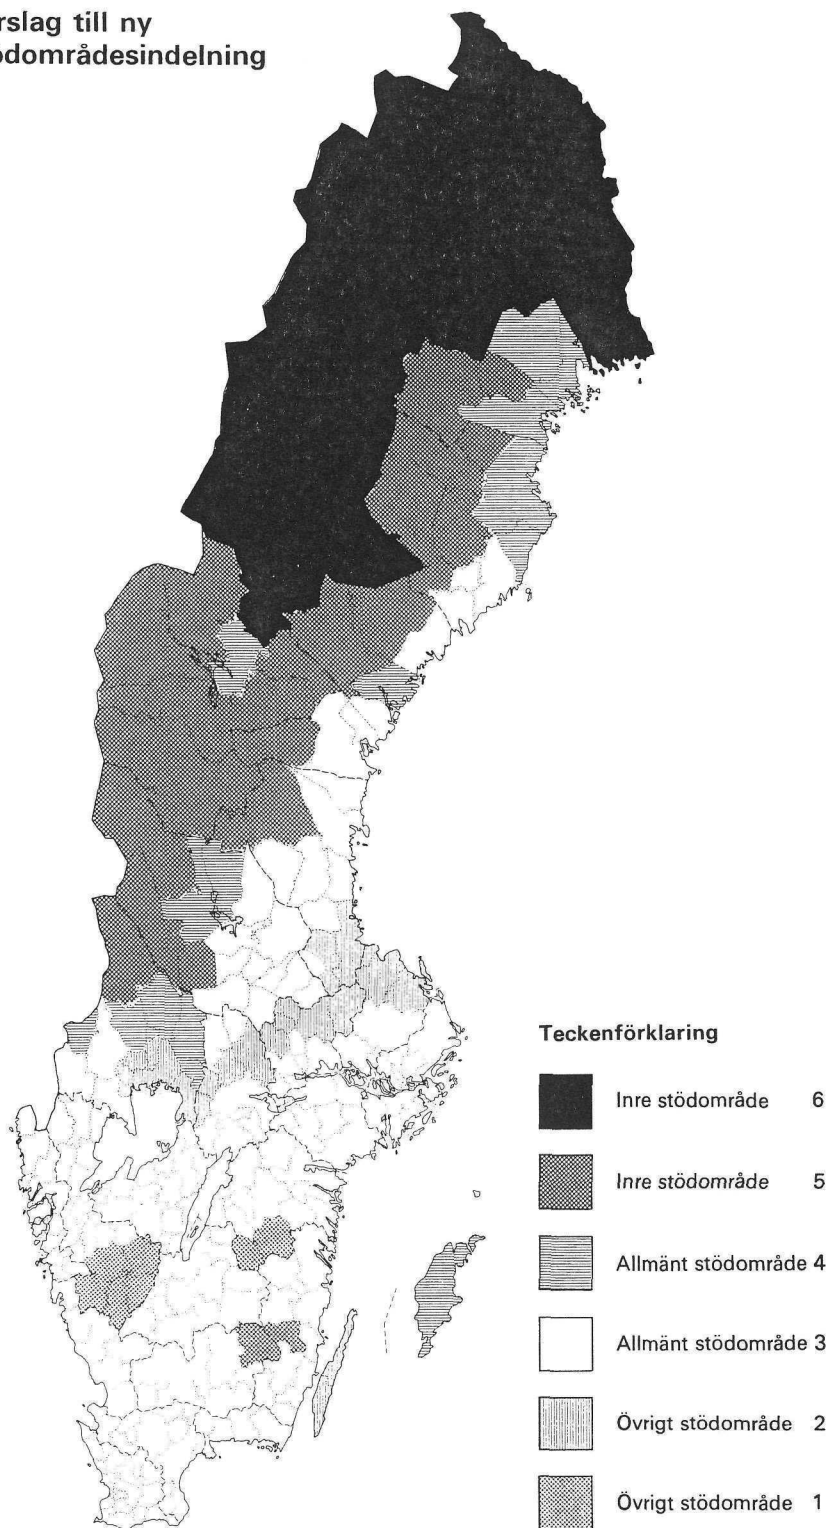 rslag till ny
ödområdesindelning
Teckenförklaring
Inre stödområde 6
Inre stödområde 5
Allmänt stödområde 4
Allmänt stödområde 3
Övrigt stödområde 2
Övrigt stödområde 1